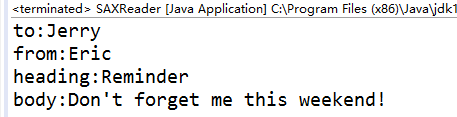 <terminated> SAXReader [Java Application] C:\Program Files (x86)\Java\jdk1
to:Jerry
from:Eric
heading:Reminder
body:Don't forget me this weekend!